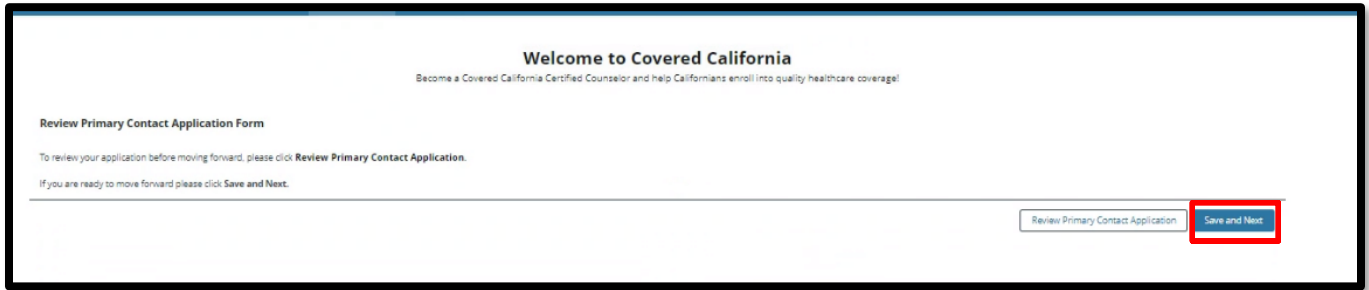 Welcome to Covered California
Become a Covered California Certified Counselor and help Californians enroll into quality healthcare coverage!
Review Primary Contact Application Form
To review your application before moving forward, please click Review Primary Contact Application.
If you are ready to move forward please click Save and Next.
Review Primary Contact Application Save and Next